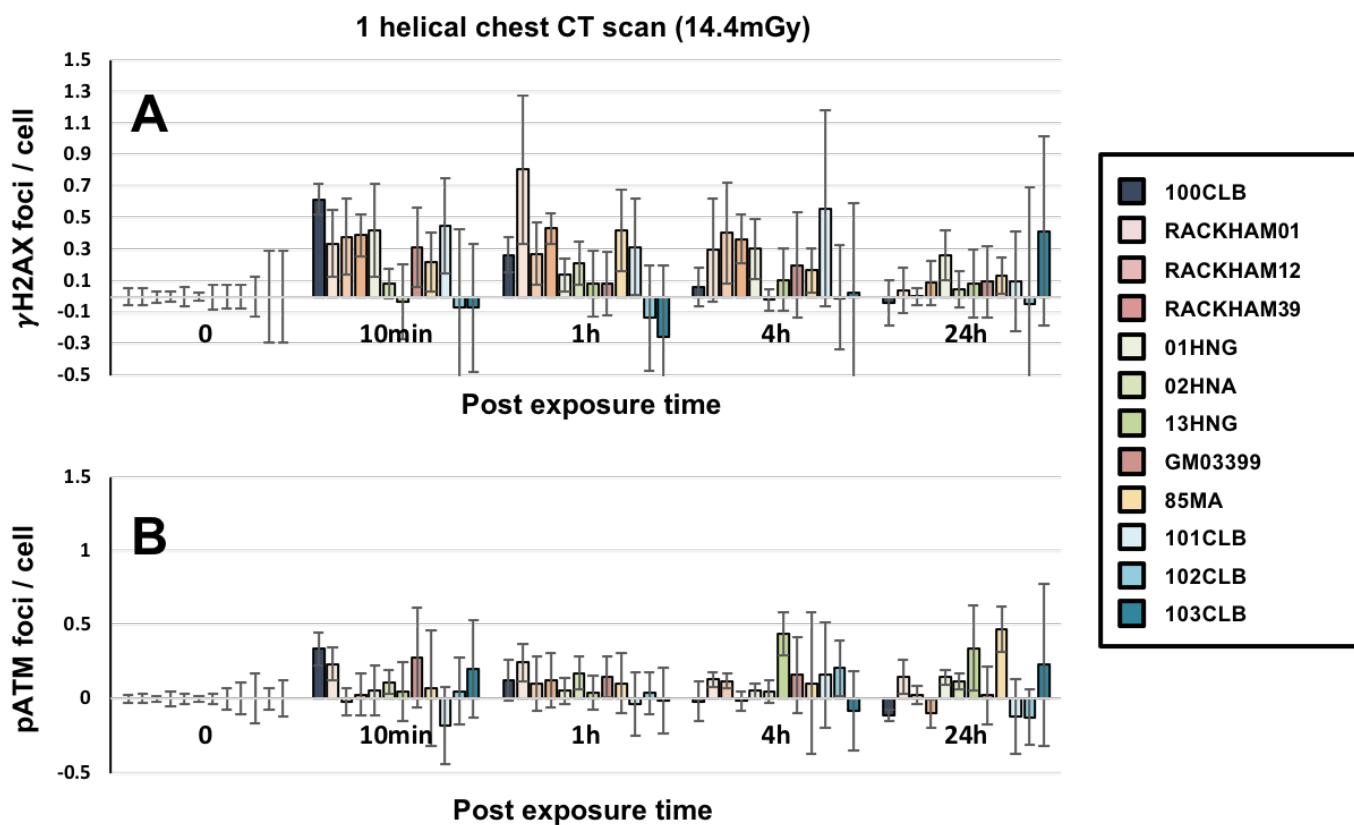 1 helical chest CT scan (14.4mGy)
A
γH2AX foci / cell
1.5
1.3
1.1
0.9
0.7
0.5
0.3
0.1
-0.1
-0.3
-0.5
0 10min 1h 4h 24h
Post exposure time
B
pATM foci / cell
1.5
1
0.5
0
-0.5
0 10min 1h 4h 24h
Post exposure time
100CLB
RACKHAM01
RACKHAM12
RACKHAM39
01HNG
02HNA
13HNG
GM03399
85MA
101CLB
102CLB
103CLB